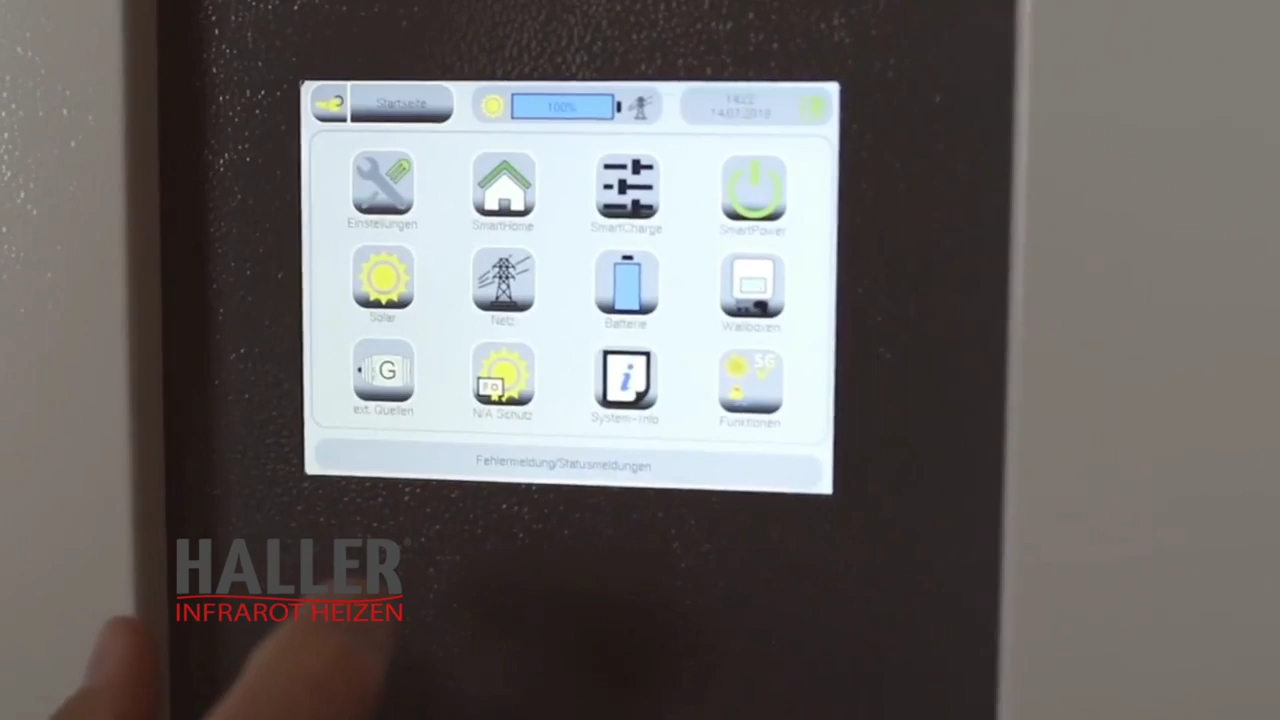 Startseite
100%
14:22
14.07.2018
Einstellungen
SmartHome
SmartCharge
SmartPower
Solar
Netz
Batterie
Wallboxen
G
SG
ext. Quellen
N/A Schutz
System-Info
Funktionen
Fehlermeldung/Statusmeldungen
HALLER®
INFRAROT HEIZEN